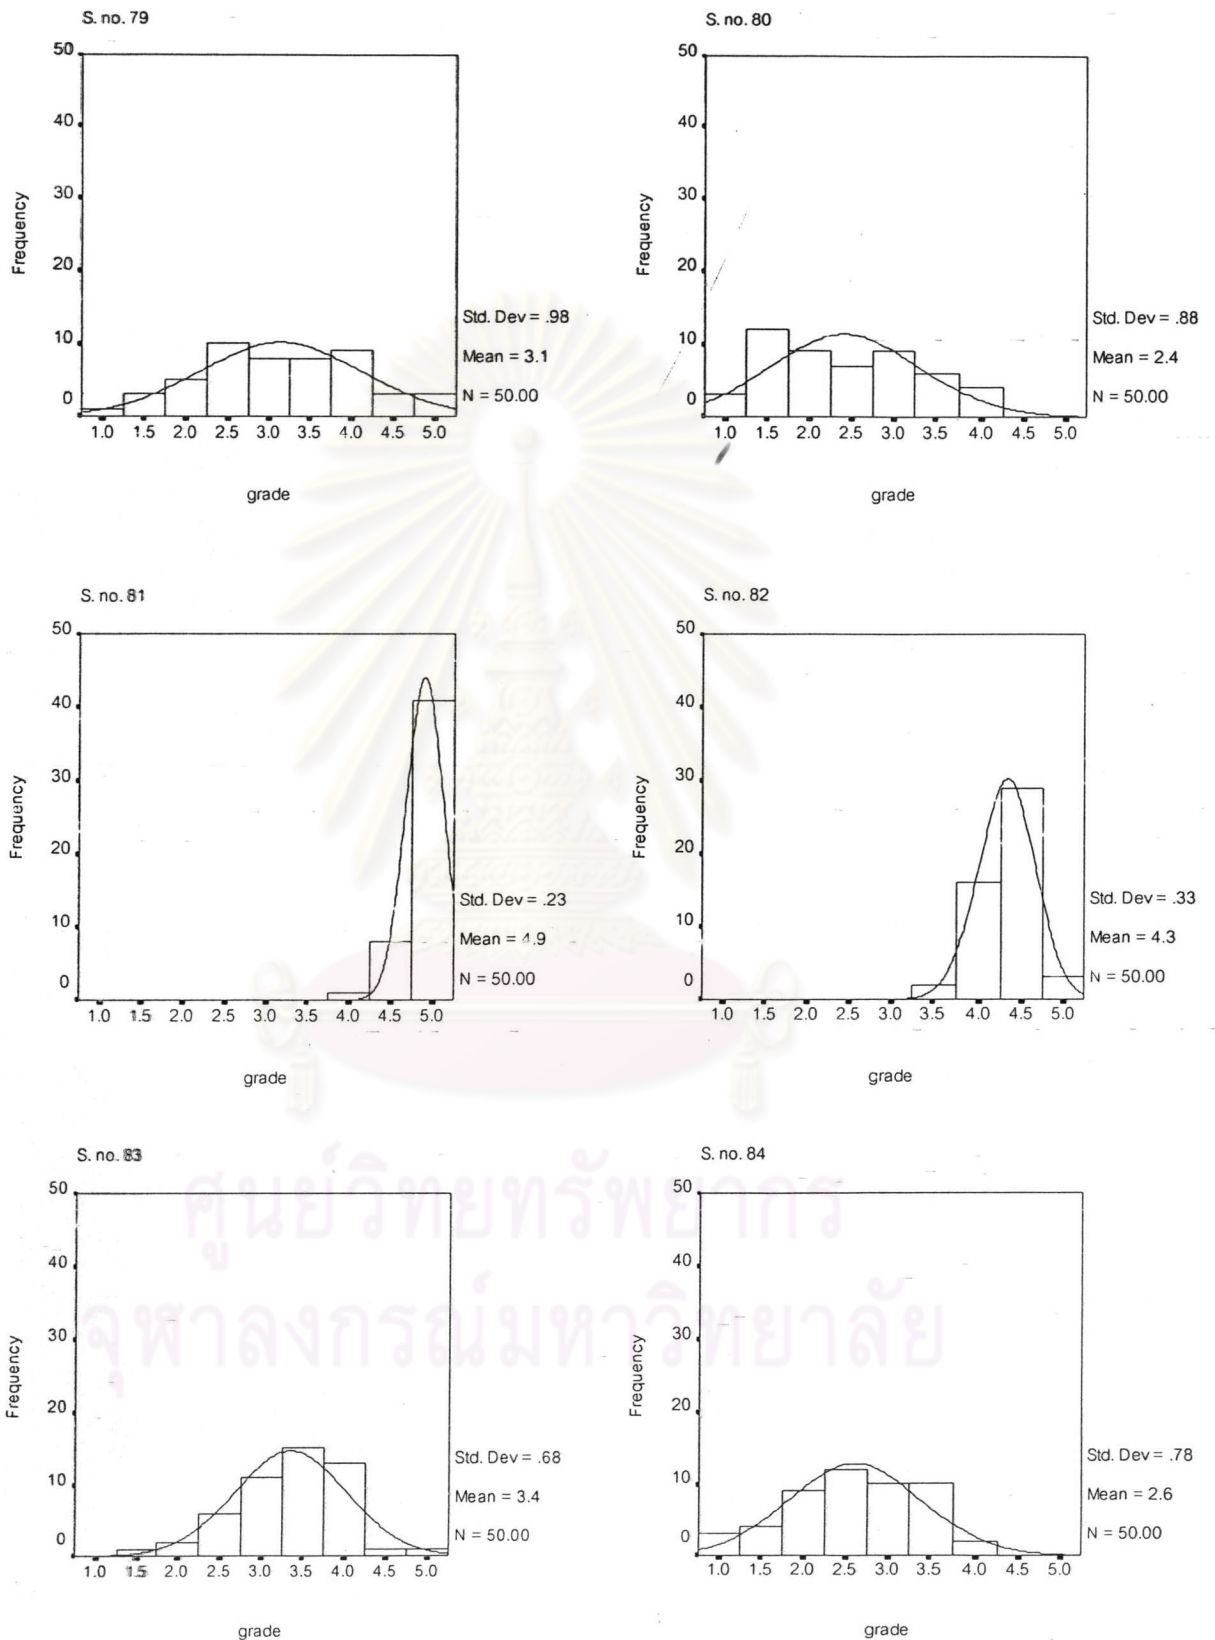 S. no. 79
50
40
30
20
10
0
Frequency
1.0 1.5 2.0 2.5 3.0 3.5 4.0 4.5 5.0
grade
Std. Dev = .98
Mean = 3.1
N = 50.00
S. no. 80
50
40
30
20
10
0
Frequency
1.0 1.5 2.0 2.5 3.0 3.5 4.0 4.5 5.0
grade
Std. Dev = .88
Mean = 2.4
N = 50.00
S. no. 81
50
40
30
20
10
0
Frequency
1.0 1.5 2.0 2.5 3.0 3.5 4.0 4.5 5.0
grade
Std. Dev = .23
Mean = 4.9
N = 50.00
S. no. 82
50
40
30
20
10
0
Frequency
1.0 1.5 2.0 2.5 3.0 3.5 4.0 4.5 5.0
grade
Std. Dev = .33
Mean = 4.3
N = 50.00
S. no. 83
50
40
30
20
10
0
Frequency
1.0 1.5 2.0 2.5 3.0 3.5 4.0 4.5 5.0
grade
Std. Dev = .68
Mean = 3.4
N = 50.00
S. no. 84
50
40
30
20
10
0
Frequency
1.0 1.5 2.0 2.5 3.0 3.5 4.0 4.5 5.0
grade
Std. Dev = .78
Mean = 2.6
N = 50.00
ศูนย์วิทยทรัพยากร
จุฬาลงกรณ์มหาวิทยาลัย